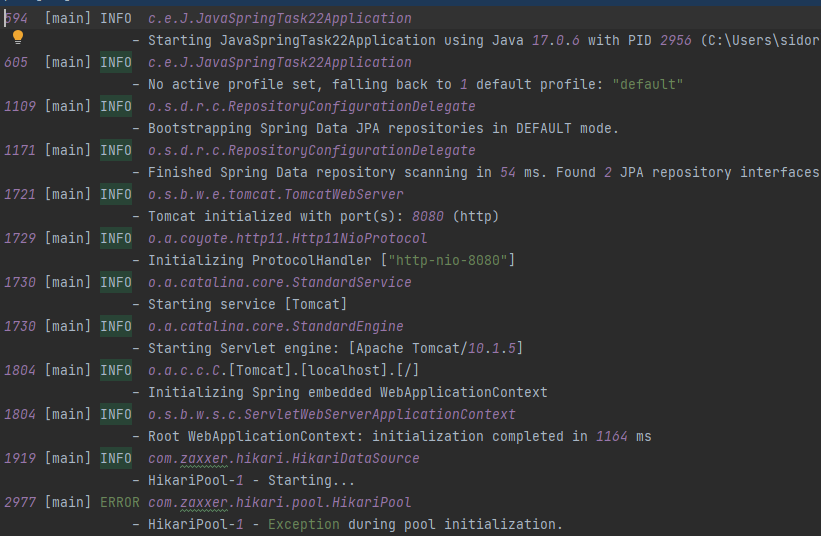 594 [main] INFO c.e.J.JavaSpringTask22Application
– Starting JavaSpringTask22Application using Java 17.0.6 with PID 2956 (C:\Users\sidor
605 [main] INFO c.e.J.JavaSpringTask22Application
– No active profile set, falling back to 1 default profile: "default"
1109 [main] INFO o.s.d.r.c.RepositoryConfigurationDelegate
– Bootstrapping Spring Data JPA repositories in DEFAULT mode.
1171 [main] INFO o.s.d.r.c.RepositoryConfigurationDelegate
– Finished Spring Data repository scanning in 54 ms. Found 2 JPA repository interfaces
1721 [main] INFO o.s.b.w.e.tomcat.TomcatWebServer
– Tomcat initialized with port(s): 8080 (http)
1729 [main] INFO o.a.coyote.http11.Http11NioProtocol
– Initializing ProtocolHandler ["http-nio-8080"]
1730 [main] INFO o.a.catalina.core.StandardService
– Starting service [Tomcat]
1730 [main] INFO o.a.catalina.core.StandardEngine
– Starting Servlet engine: [Apache Tomcat/10.1.5]
1804 [main] INFO o.a.c.c.C.[Tomcat].[localhost].[/]
– Initializing Spring embedded WebApplicationContext
1804 [main] INFO o.s.b.w.s.c.ServletWebServerApplicationContext
– Root WebApplicationContext: initialization completed in 1164 ms
1919 [main] INFO com.zaxxer.hikari.HikariDataSource
– HikariPool-1 - Starting...
2977 [main] ERROR com.zaxxer.hikari.pool.HikariPool
– HikariPool-1 - Exception during pool initialization.